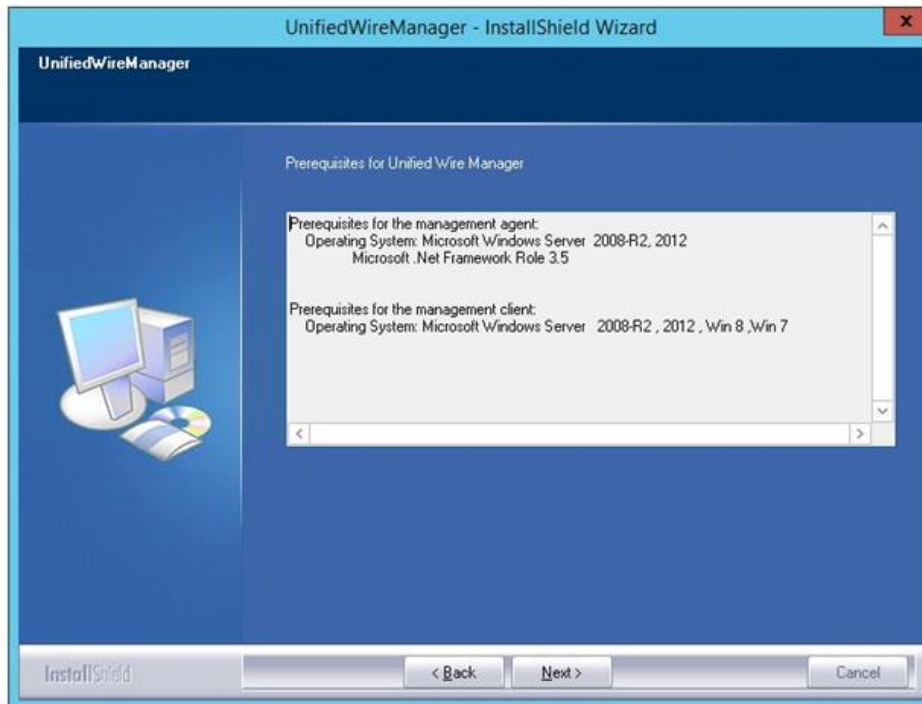 UnifiedWireManager - InstallShield Wizard
x
UnifiedWireManager
Prerequisites for Unified Wire Manager
Prerequisites for the management agent:
Operating System: Microsoft Windows Server 2008-R2, 2012
Microsoft .Net Framework Role 3.5
Prerequisites for the management client:
Operating System: Microsoft Windows Server 2008-R2 , 2012 , Win 8 ,Win 7
InstallShield
< Back
Next >
Cancel